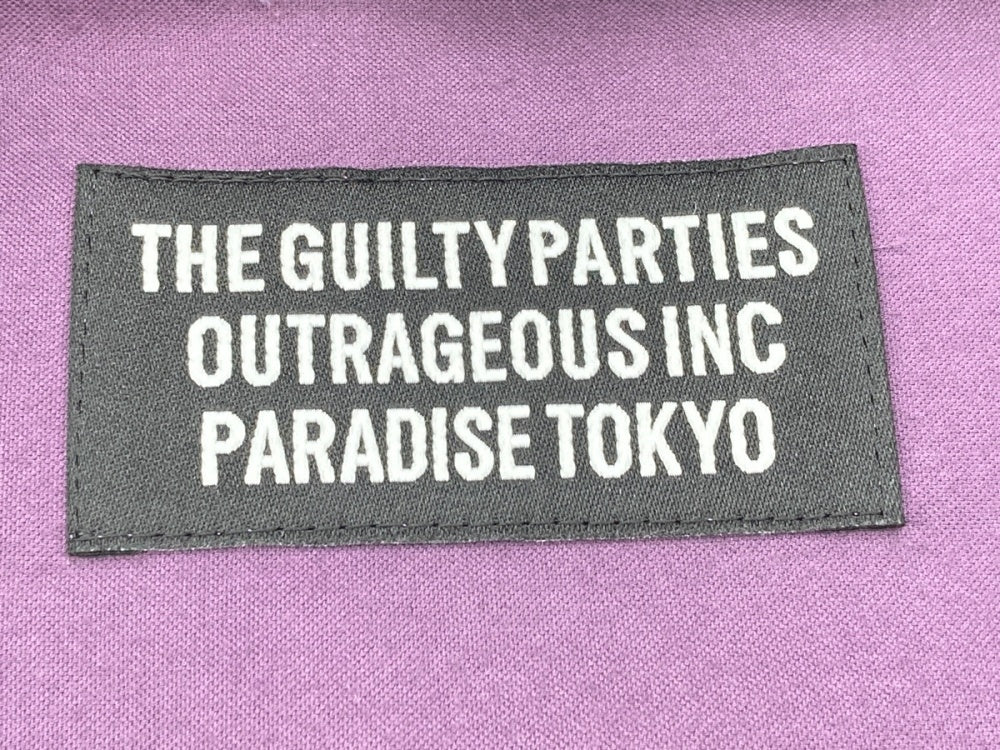 THE GUILTY PARTIES
OUTRAGEOUS INC
PARADISE TOKYO